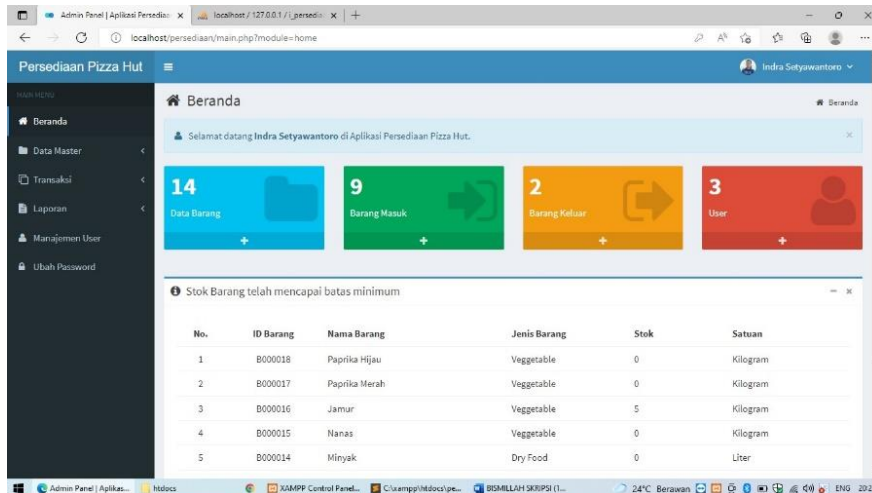 Admin Panel | Aplikasi Persediaan
localhost / 127.0.0.1 / i_persedia
localhost/persediaan/main.php?module=home
Persediaan Pizza Hut
Indra Setyawantoro
MAIN MENU
Beranda
Data Master
Transaksi
Laporan
Manajemen User
Ubah Password
Beranda
Beranda
Selamat datang Indra Setyawantoro di Aplikasi Persediaan Pizza Hut.
14
Data Barang
9
Barang Masuk
2
Barang Keluar
3
User
Stok Barang telah mencapai batas minimum
No. ID Barang Nama Barang Jenis Barang Stok Satuan
1 B000018 Paprika Hijau Veggetable 0 Kilogram
2 B000017 Paprika Merah Veggetable 0 Kilogram
3 B000016 Jamur Veggetable 5 Kilogram
4 B000015 Nanas Veggetable 0 Kilogram
5 B000014 Minyak Dry Food 0 Liter
Admin Panel | Aplikas... htdocs XAMPP Control Panel... C:\xampp\htdocs\pe... BISMILLAH SKRIPSI (1... 24°C Berawan ENG